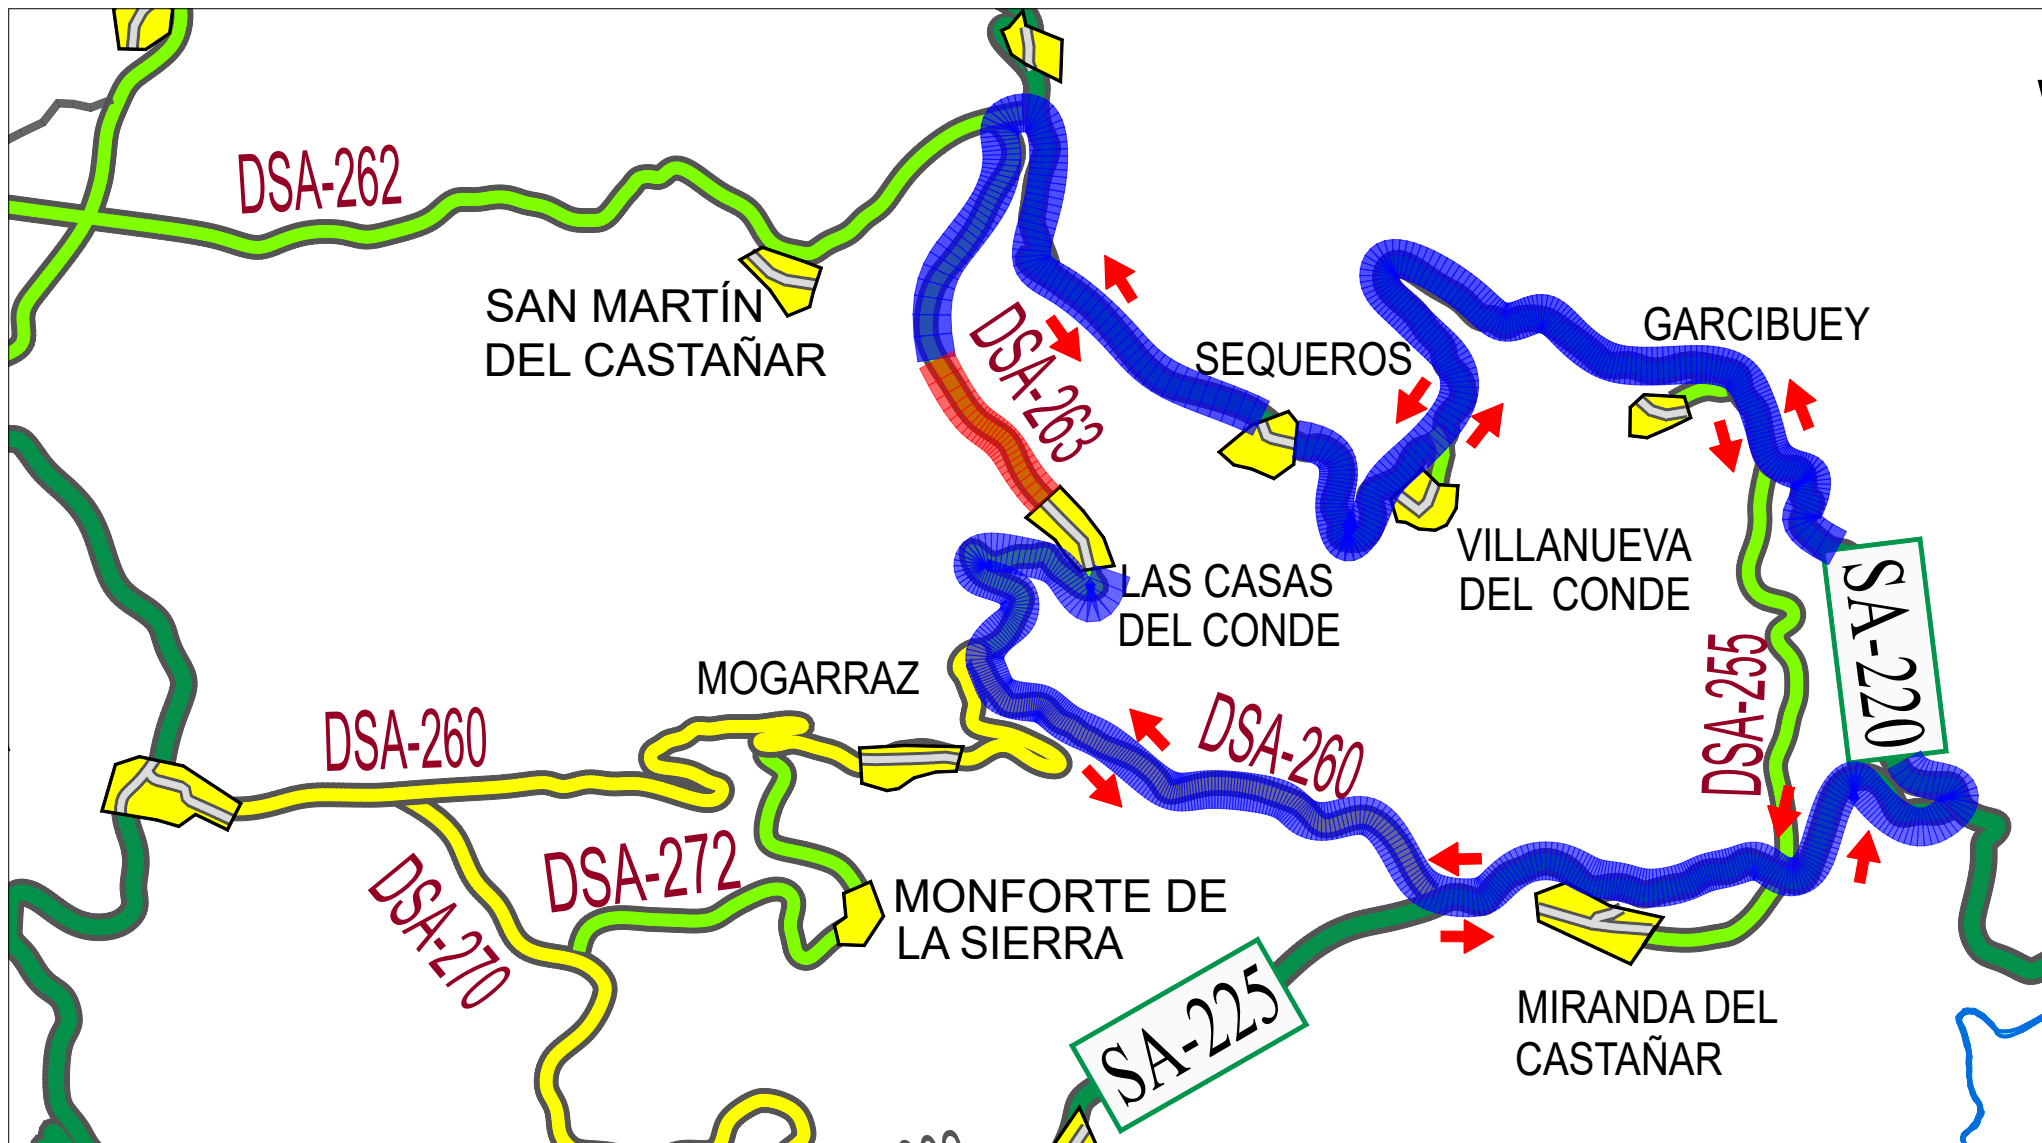 DSA-262
SAN MARTÍN
DEL CASTAÑAR
DSA-263
SEQUEROS
GARCIBUEY
VILLANUEVA
DEL CONDE
LAS CASAS
DEL CONDE
SA-220
DSA-255
MOGARRAZ
DSA-260
DSA-260
DSA-272
DSA-270
MONFORTE DE
LA SIERRA
SA-225
MIRANDA DEL
CASTAÑAR